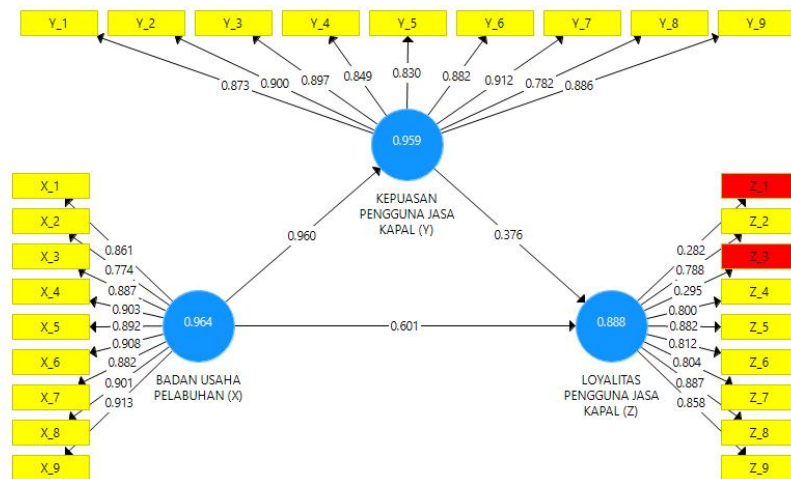 Y_1 Y_2 Y_3 Y_4 Y_5 Y_6 Y_7 Y_8 Y_9
0.873 0.900 0.897 0.849 0.830 0.882 0.912 0.782 0.886
0.959
KEPUASAN
PENGGUNA JASA
KAPAL (Y)
X_1
X_2
X_3
X_4
X_5
X_6
X_7
X_8
X_9
0.861
0.774
0.887
0.903
0.892
0.908
0.882
0.901
0.913
0.964
BADAN USAHA
PELABUHAN (X)
0.960
0.376
0.601
0.888
LOYALITAS
PENGGUNA JASA
KAPAL (Z)
0.282
0.788
0.295
0.800
0.882
0.812
0.804
0.887
0.858
Z_1
Z_2
Z_3
Z_4
Z_5
Z_6
Z_7
Z_8
Z_9